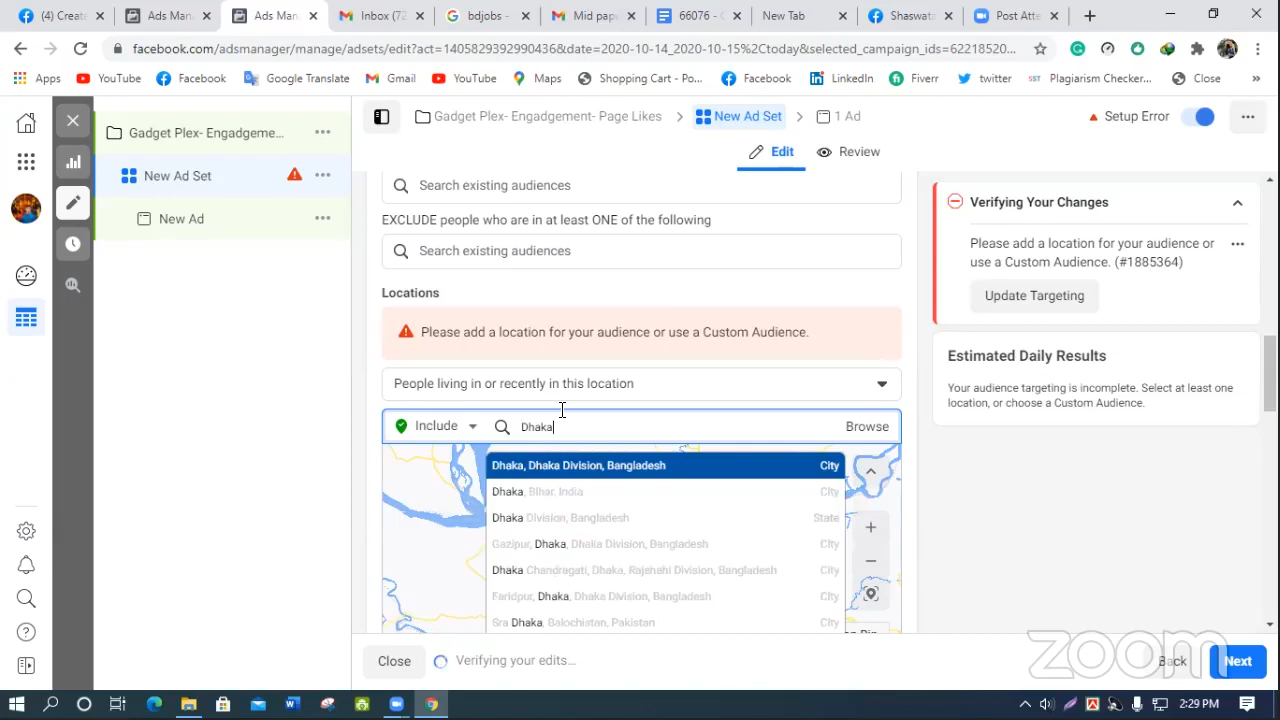 (4) Create
Ads Man
Ads Man
Inbox (7
bdjobs -
Mid pap
66076 -
New Tab
Shaswat
Post Atte
facebook.com/adsmanager/manage/adsets/edit?act=1405829392990436&date=2020-10-14_2020-10-15%2Ctoday&selected_campaign_ids=62218520...
Apps
YouTube
Facebook
Google Translate
Gmail
YouTube
Maps
Shopping Cart - Po...
Facebook
LinkedIn
Fiverr
twitter
Plagiarism Checker...
Close
»
Gadget Plex- Engadgeme...
New Ad Set
New Ad
Gadget Plex- Engadgement- Page Likes
New Ad Set
1 Ad
Setup Error
Edit
Review
Search existing audiences
EXCLUDE people who are in at least ONE of the following
Search existing audiences
Locations
Please add a location for your audience or use a Custom Audience.
People living in or recently in this location
Include
Dhaka
Browse
Dhaka, Dhaka Division, Bangladesh City
Dhaka, Bihar, India City
Dhaka Division, Bangladesh State
Gazipur, Dhaka, Dhaka Division, Bangladesh City
Dhaka Chandragati, Dhaka, Rajshahi Division, Bangladesh City
Faridpur, Dhaka, Dhaka Division, Bangladesh City
Sra Dhaka, Balochistan, Pakistan City
Verifying Your Changes
Please add a location for your audience or
use a Custom Audience. (#1885364)
Update Targeting
Estimated Daily Results
Your audience targeting is incomplete. Select at least one
location, or choose a Custom Audience.
Close
Verifying your edits...
Back
Next
zoom
2:29 PM